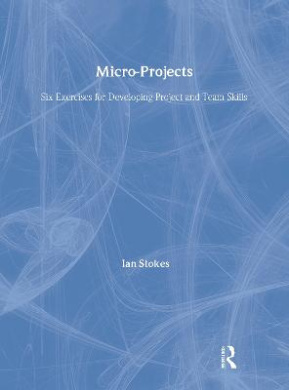 Micro-Projects
Six Exercises for Developing Project and Team Skills
Ian Stokes